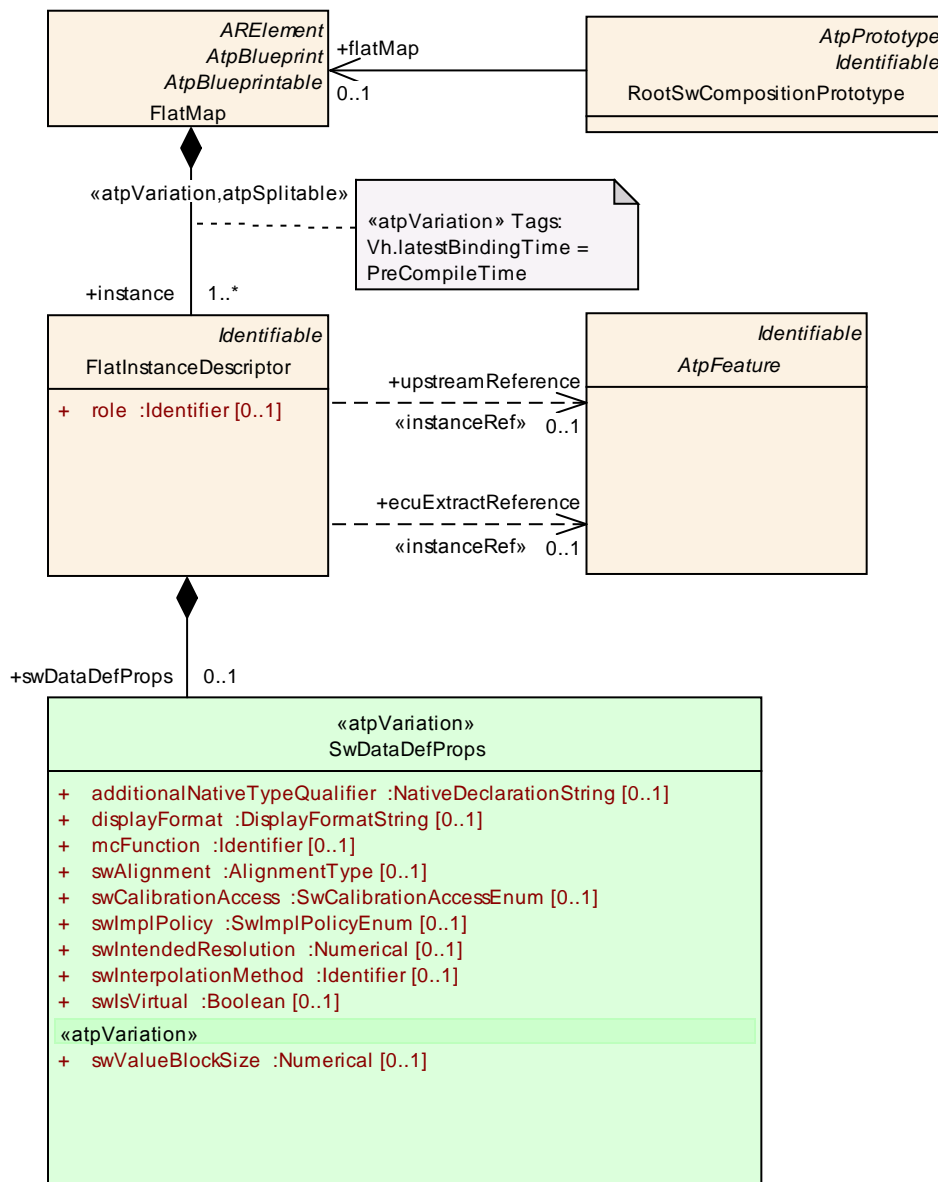 ARElement
AtpBlueprint
AtpBlueprintable
FlatMap
+flatMap
0..1
AtpPrototype
Identifiable
RootSwCompositionPrototype
«atpVariation,atpSplitable»
«atpVariation» Tags:
Vh.latestBindingTime =
PreCompileTime
+instance 1..*
Identifiable
FlatInstanceDescriptor
+ role :Identifier [0..1]
+upstreamReference
«instanceRef» 0..1
+ecuExtractReference
«instanceRef» 0..1
Identifiable
AtpFeature
+swDataDefProps 0..1
«atpVariation»
SwDataDefProps
+ additionalNativeTypeQualifier :NativeDeclarationString [0..1]
+ displayFormat :DisplayFormatString [0..1]
+ mcFunction :Identifier [0..1]
+ swAlignment :AlignmentType [0..1]
+ swCalibrationAccess :SwCalibrationAccessEnum [0..1]
+ swImplPolicy :SwImplPolicyEnum [0..1]
+ swIntendedResolution :Numerical [0..1]
+ swInterpolationMethod :Identifier [0..1]
+ swIsVirtual :Boolean [0..1]
«atpVariation»
+ swValueBlockSize :Numerical [0..1]